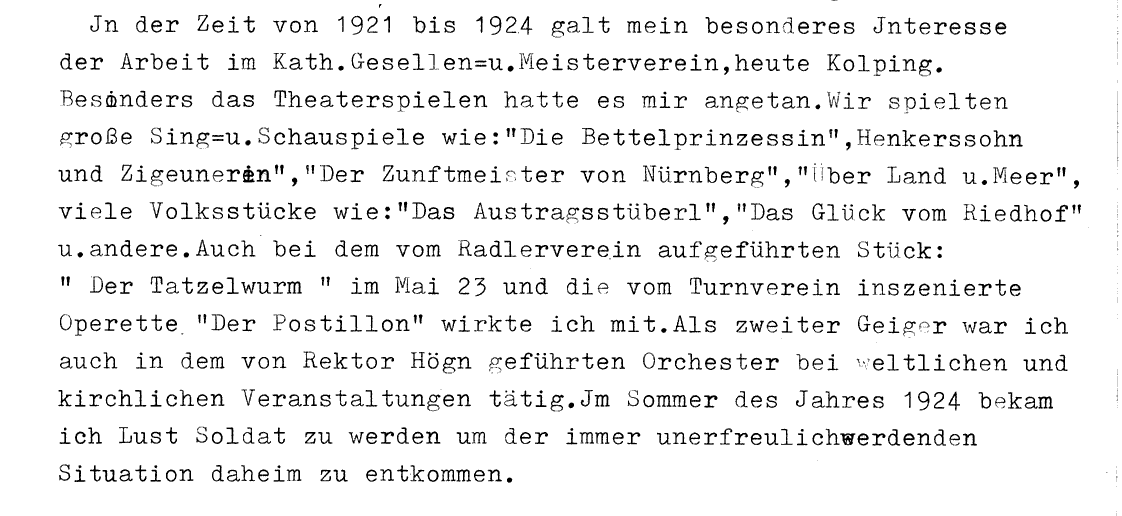 Jn der Zeit von 1921 bis 1924 galt mein besonderes Jnteresse
der Arbeit im Kath.Gesellen=u.Meisterverein,heute Kolping.
Besonders das Theaterspielen hatte es mir angetan.Wir spielten
große Sing=u.Schauspiele wie:"Die Bettelprinzessin",Henkerssohn
und Zigeunerin","Der Zunftmeister von Nürnberg","Über Land u.Meer",
viele Volksstücke wie:"Das Austragsstüberl","Das Glück vom Riedhof"
u.andere.Auch bei dem vom Radlerverein aufgeführten Stück:
" Der Tatzelwurm " im Mai 23 und die vom Turnverein inszenierte
Operette "Der Postillon" wirkte ich mit.Als zweiter Geiger war ich
auch in dem von Rektor Högn geführten Orchester bei weltlichen und
kirchlichen Veranstaltungen tätig.Jm Sommer des Jahres 1924 bekam
ich Lust Soldat zu werden um der immer unerfreulichwerdenden
Situation daheim zu entkommen.